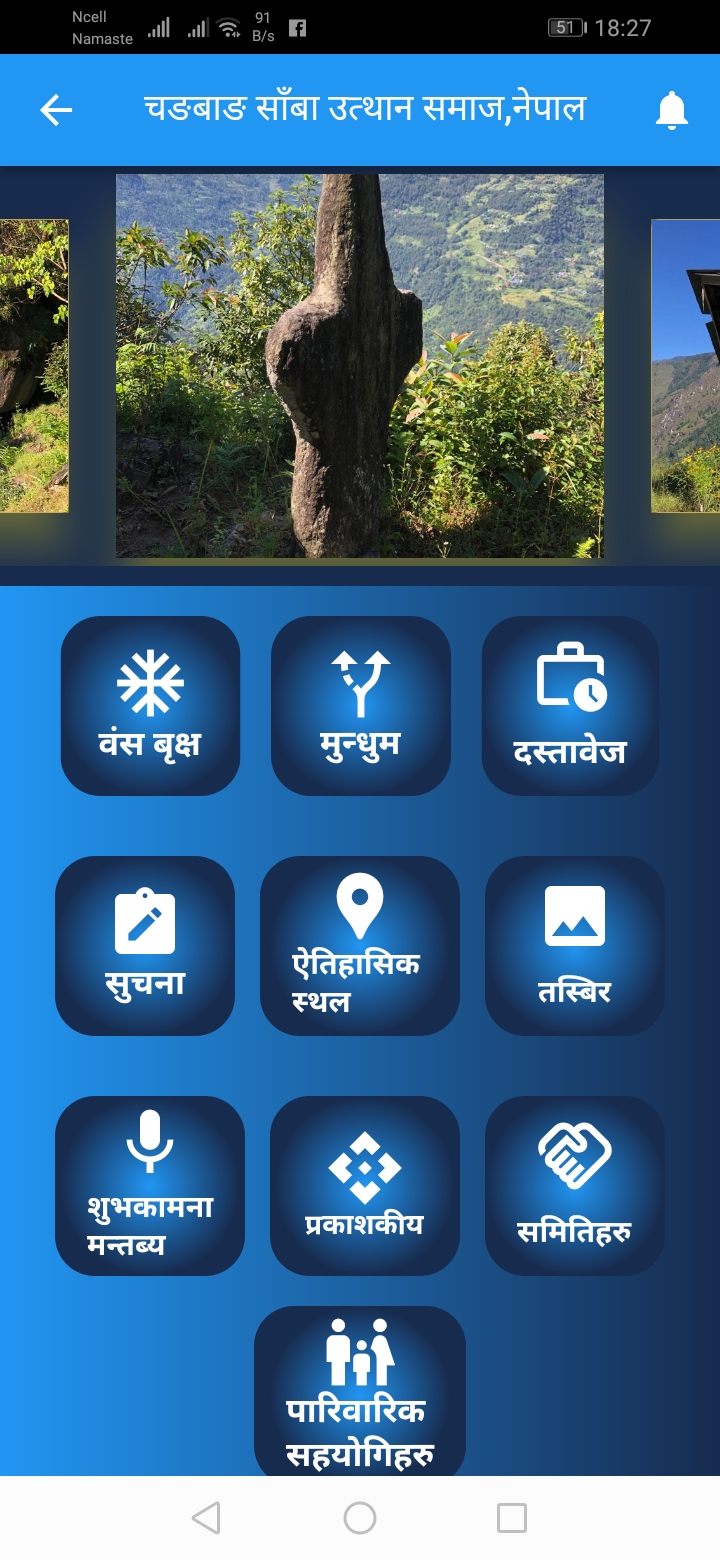 Ncell
Namaste
91
B/s
51
18:27
चङबाङ साँबा उत्थान समाज,नेपाल
वंस बृक्ष
मुन्धुम
दस्तावेज
सुचना
ऐतिहासिक
स्थल
तस्बिर
शुभकामना
मन्तब्य
प्रकाशकीय
समितिहरु
पारिवारिक
सहयोगिहरु